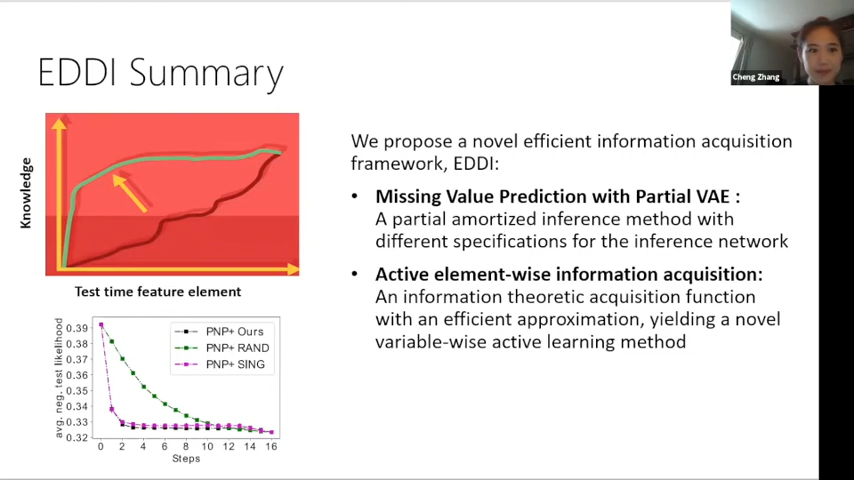 Cheng Zhang
EDDI Summary
Knowledge
Test time feature element
We propose a novel efficient information acquisition
framework, EDDI:
• Missing Value Prediction with Partial VAE :
A partial amortized inference method with
different specifications for the inference network
• Active element-wise information acquisition:
An information theoretic acquisition function
with an efficient approximation, yielding a novel
variable-wise active learning method
avg. neg. test likelihood
0.39
0.38
0.37
0.36
0.35
0.34
0.33
0.32
PNP+ Ours
PNP+ RAND
PNP+ SING
0 2 4 6 8 10 12 14 16
Steps